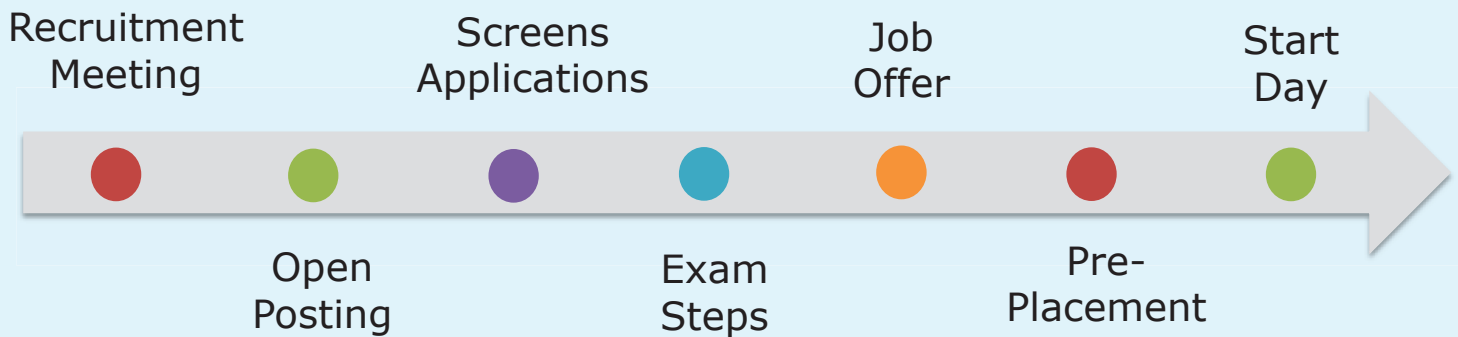 Recruitment
Meeting
Open
Posting
Screens
Applications
Exam
Steps
Job
Offer
Pre-
Placement
Start
Day